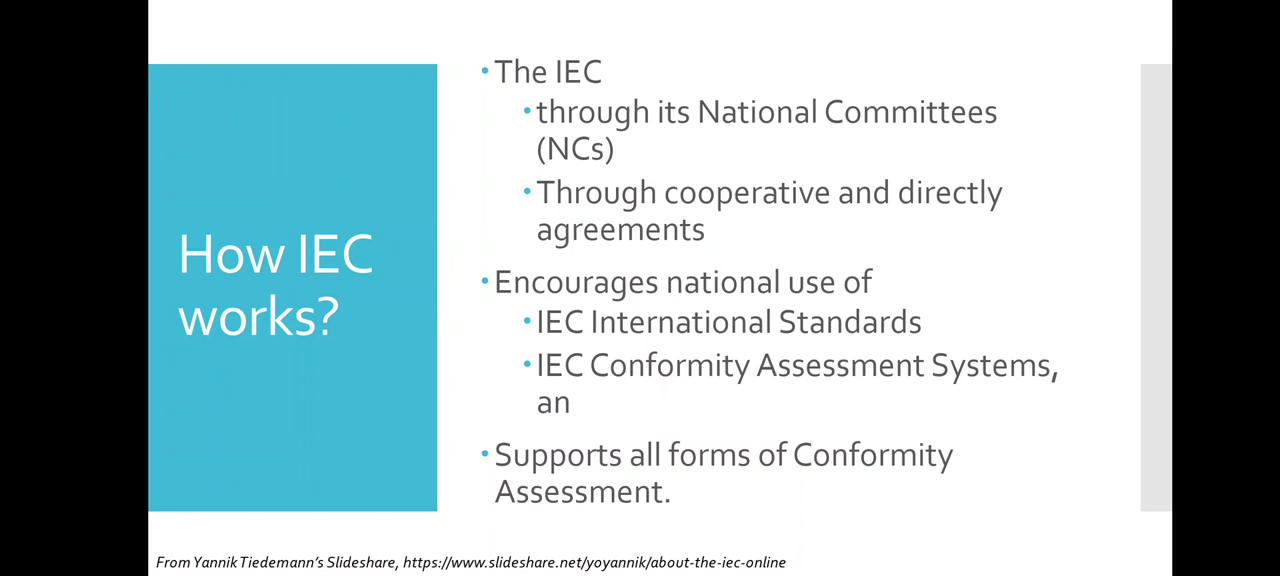 How IEC
works?
•The IEC
•through its National Committees
(NCs)
•Through cooperative and directly
agreements
•Encourages national use of
•IEC International Standards
•IEC Conformity Assessment Systems,
an
•Supports all forms of Conformity
Assessment.
From Yannik Tiedemann's Slideshare, https://www.slideshare.net/yoyannik/about-the-iec-online